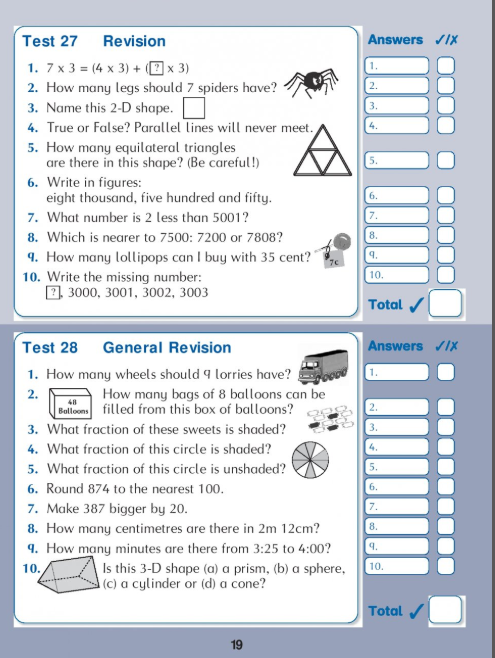 Test 27 Revision
Answers ✓/✗
1. 7 x 3 = (4 x 3) + ( ? x 3)
1.
2. How many legs should 7 spiders have?
2.
3. Name this 2-D shape.
3.
4. True or False? Parallel lines will never meet.
4.
5. How many equilateral triangles
are there in this shape? (Be careful!)
5.
6. Write in figures:
eight thousand, five hundred and fifty.
6.
7. What number is 2 less than 5001?
7.
8. Which is nearer to 7500: 7200 or 7808?
8.
9. How many lollipops can I buy with 35 cent?
7c
9.
10. Write the missing number:
10.
?, 3000, 3001, 3002, 3003
Total ✓
Test 28 General Revision
Answers ✓/✗
1. How many wheels should 9 lorries have?
1.
2. How many bags of 8 balloons can be
filled from this box of balloons?
48
Balloons
2.
3. What fraction of these sweets is shaded?
3.
4. What fraction of this circle is shaded?
4.
5. What fraction of this circle is unshaded?
5.
6. Round 874 to the nearest 100.
6.
7. Make 387 bigger by 20.
7.
8. How many centimetres are there in 2m 12cm?
8.
9. How many minutes are there from 3:25 to 4:00?
9.
10. Is this 3-D shape (a) a prism, (b) a sphere,
(c) a cylinder or (d) a cone?
10.
Total ✓
19